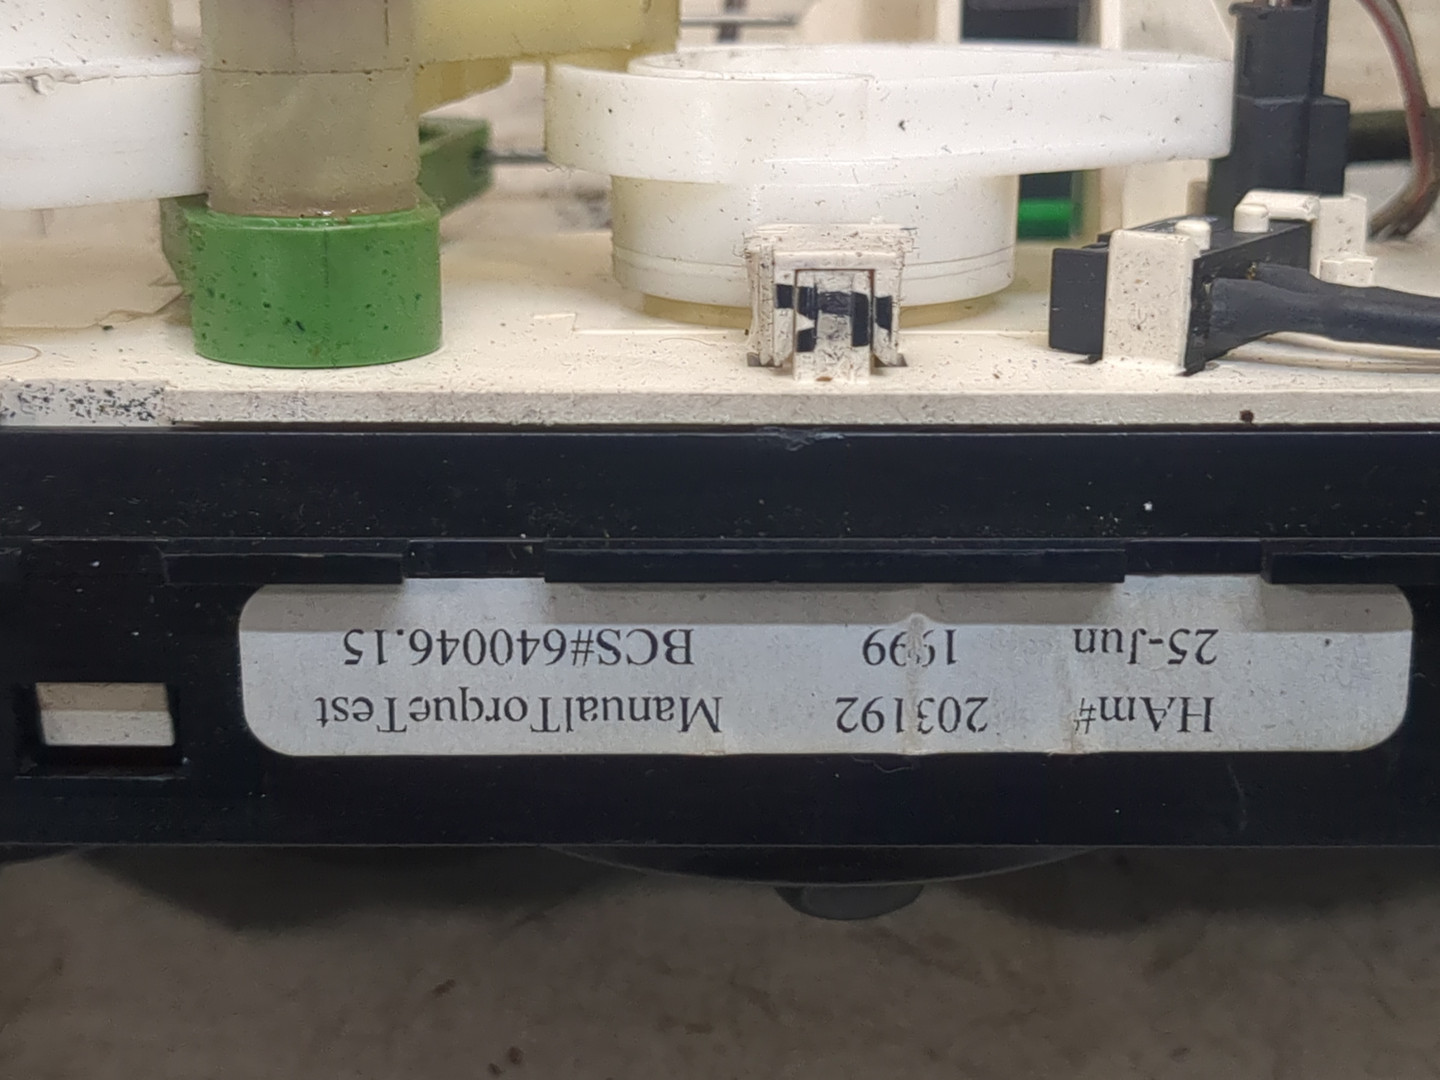 HAm# 203192 ManualTorqueTest
25-Jun 1999 BCS#640046.15